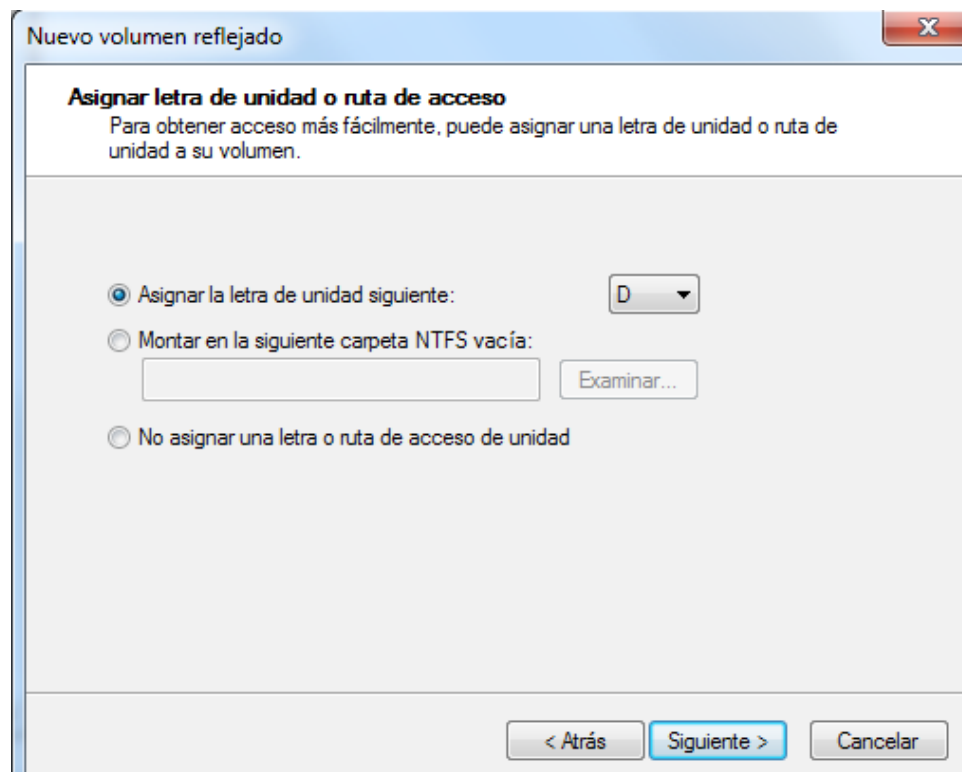 Nuevo volumen reflejado
Asignar letra de unidad o ruta de acceso
Para obtener acceso más fácilmente, puede asignar una letra de unidad o ruta de
unidad a su volumen.
Asignar la letra de unidad siguiente: D
Montar en la siguiente carpeta NTFS vacía:
Examinar...
No asignar una letra o ruta de acceso de unidad
< Atrás Siguiente > Cancelar